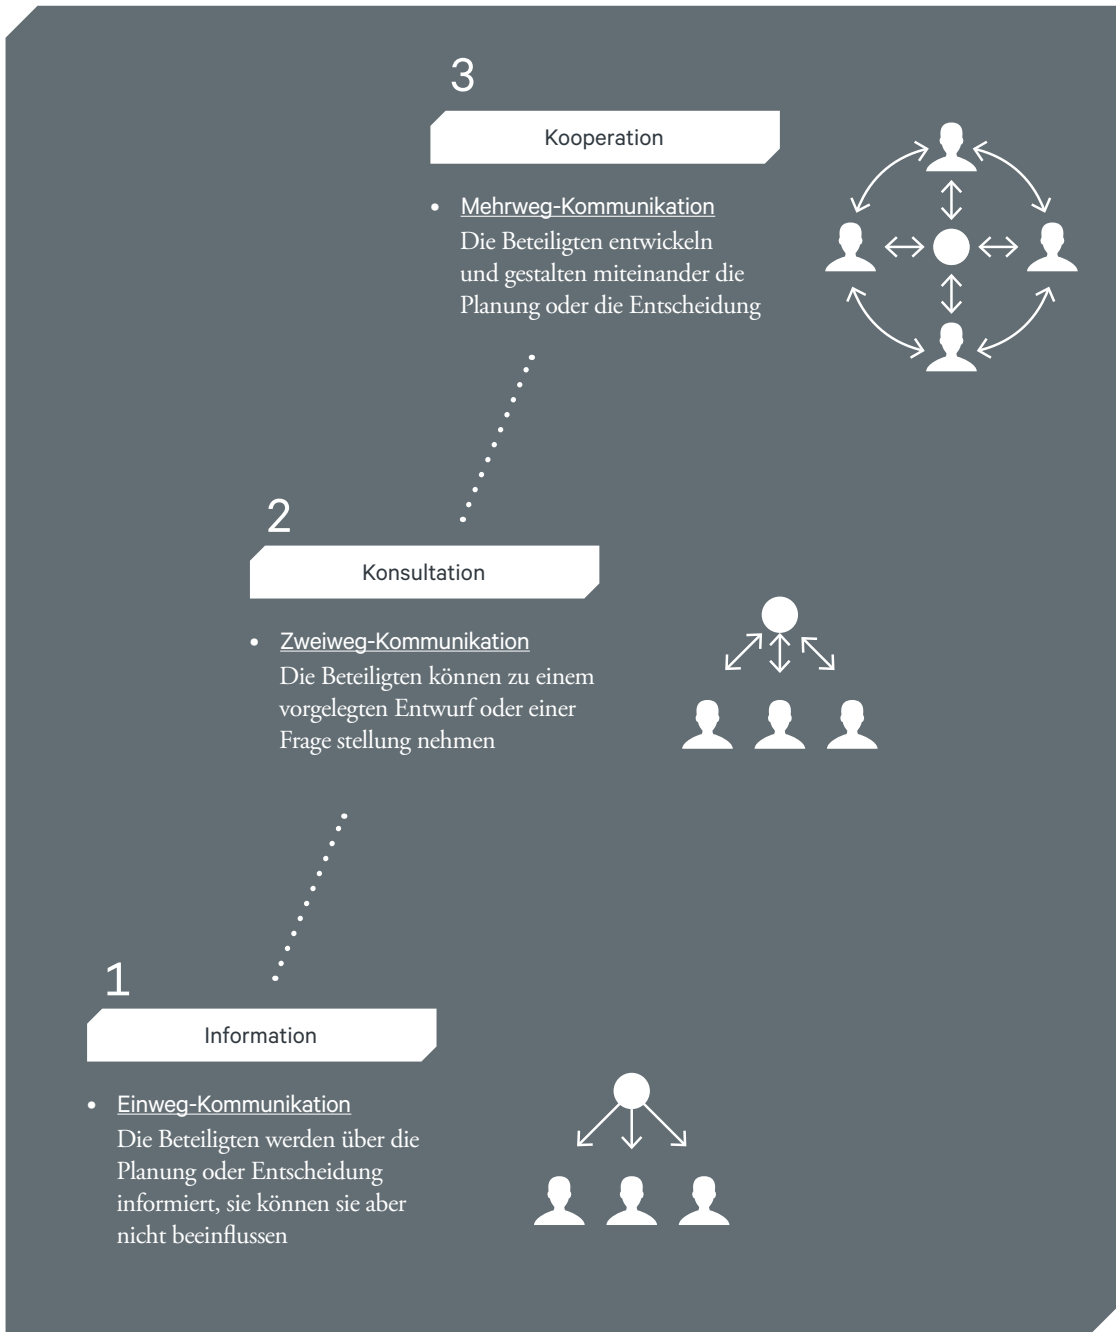 3
Kooperation
• Mehrweg-Kommunikation
Die Beteiligten entwickeln
und gestalten miteinander die
Planung oder die Entscheidung
2
Konsultation
• Zweiweg-Kommunikation
Die Beteiligten können zu einem
vorgelegten Entwurf oder einer
Frage stellung nehmen
1
Information
• Einweg-Kommunikation
Die Beteiligten werden über die
Planung oder Entscheidung
informiert, sie können sie aber
nicht beeinflussen